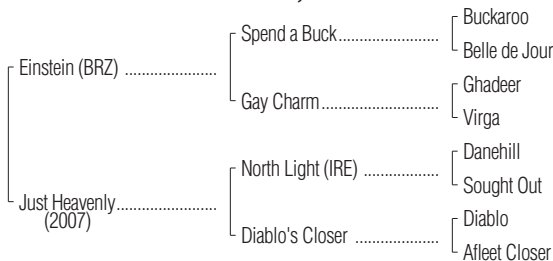 Buckaroo
Spend a Buck
Belle de Jour
Einstein (BRZ)
Ghadeer
Gay Charm
Virga
Danehill
North Light (IRE)
Sought Out
Just Heavenly
(2007)
Diablo
Diablo's Closer
Afleet Closer